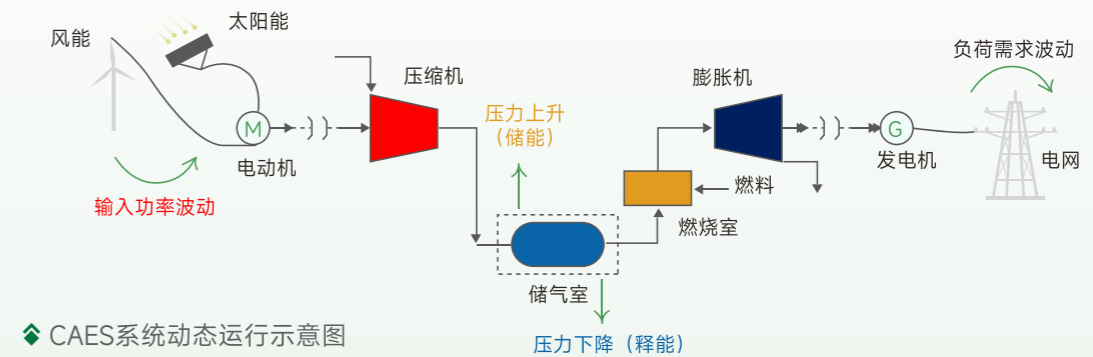 太阳能
风能
负荷需求波动
压缩机
膨胀机
压力上升
（储能）
M
G
电动机
发电机
电网
燃料
输入功率波动
燃烧室
储气室
CAES系统动态运行示意图
压力下降（释能）